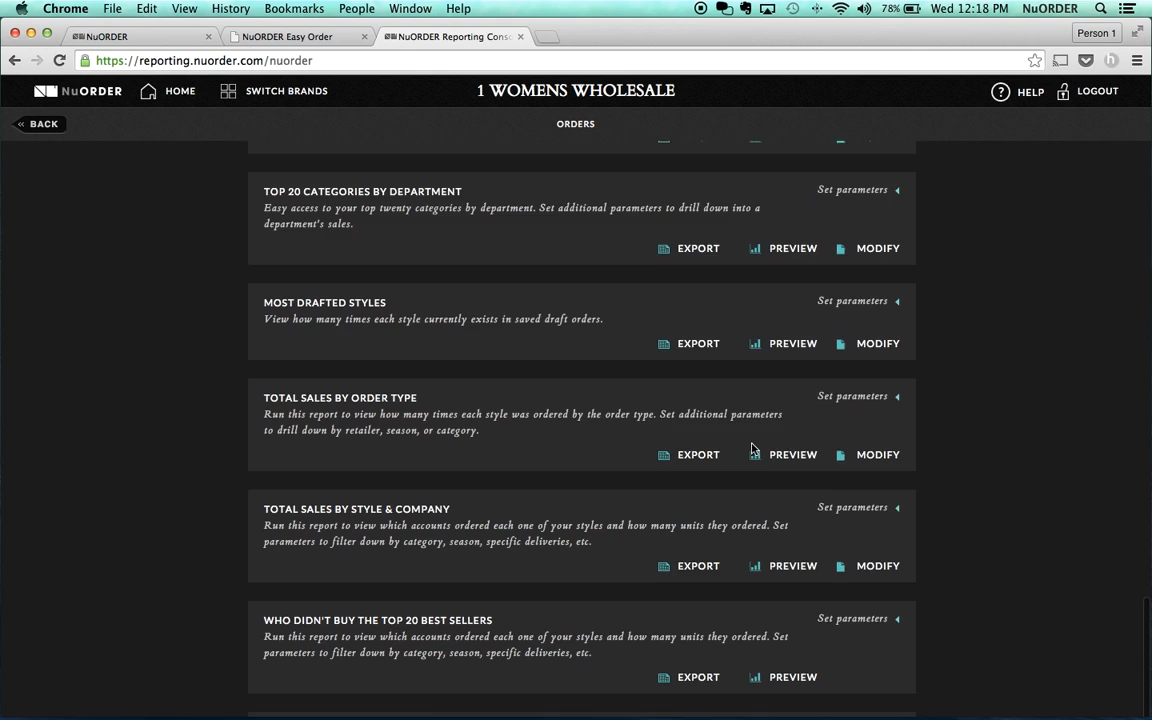 Chrome File Edit View History Bookmarks People Window Help 78% Wed 12:18 PM NuORDER
NuORDER NuORDER Easy Order NuORDER Reporting Cons Person 1
https://reporting.nuorder.com/nuorder
NuORDER HOME SWITCH BRANDS 1 WOMENS WHOLESALE ? HELP LOGOUT
« BACK ORDERS
TOP 20 CATEGORIES BY DEPARTMENT Set parameters
Easy access to your top twenty categories by department. Set additional parameters to drill down into a
department's sales.
EXPORT PREVIEW MODIFY
MOST DRAFTED STYLES Set parameters
View how many times each style currently exists in saved draft orders.
EXPORT PREVIEW MODIFY
TOTAL SALES BY ORDER TYPE Set parameters
Run this report to view how many times each style was ordered by the order type. Set additional parameters
to drill down by retailer, season, or category.
EXPORT PREVIEW MODIFY
TOTAL SALES BY STYLE & COMPANY Set parameters
Run this report to view which accounts ordered each one of your styles and how many units they ordered. Set
parameters to filter down by category, season, specific deliveries, etc.
EXPORT PREVIEW MODIFY
WHO DIDN'T BUY THE TOP 20 BEST SELLERS Set parameters
Run this report to view which accounts ordered each one of your styles and how many units they ordered. Set
parameters to filter down by category, season, specific deliveries, etc.
EXPORT PREVIEW